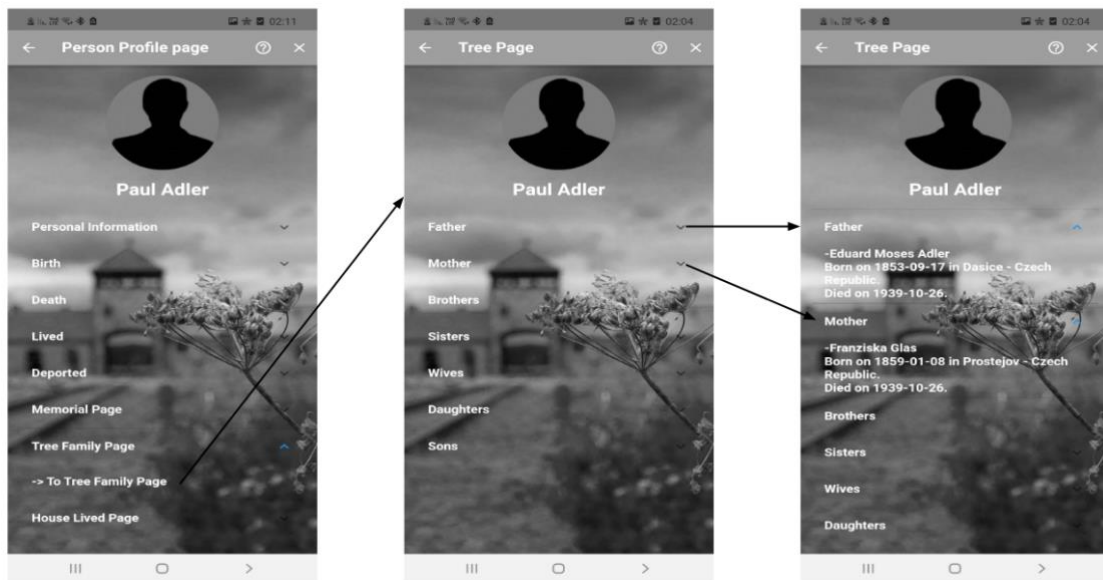 02:11
Person Profile page
Paul Adler
Personal Information
Birth
Death
Lived
Deported
Memorial Page
Tree Family Page
-> To Tree Family Page
House Lived Page
02:04
Tree Page
Paul Adler
Father
Mother
Brothers
Sisters
Wives
Daughters
Sons
02:04
Tree Page
Paul Adler
Father
-Eduard Moses Adler
Born on 1853-09-17 in Dasice - Czech
Republic.
Died on 1939-10-26.
Mother
-Franziska Glas
Born on 1859-01-08 in Prostejov - Czech
Republic.
Died on 1939-10-26.
Brothers
Sisters
Wives
Daughters